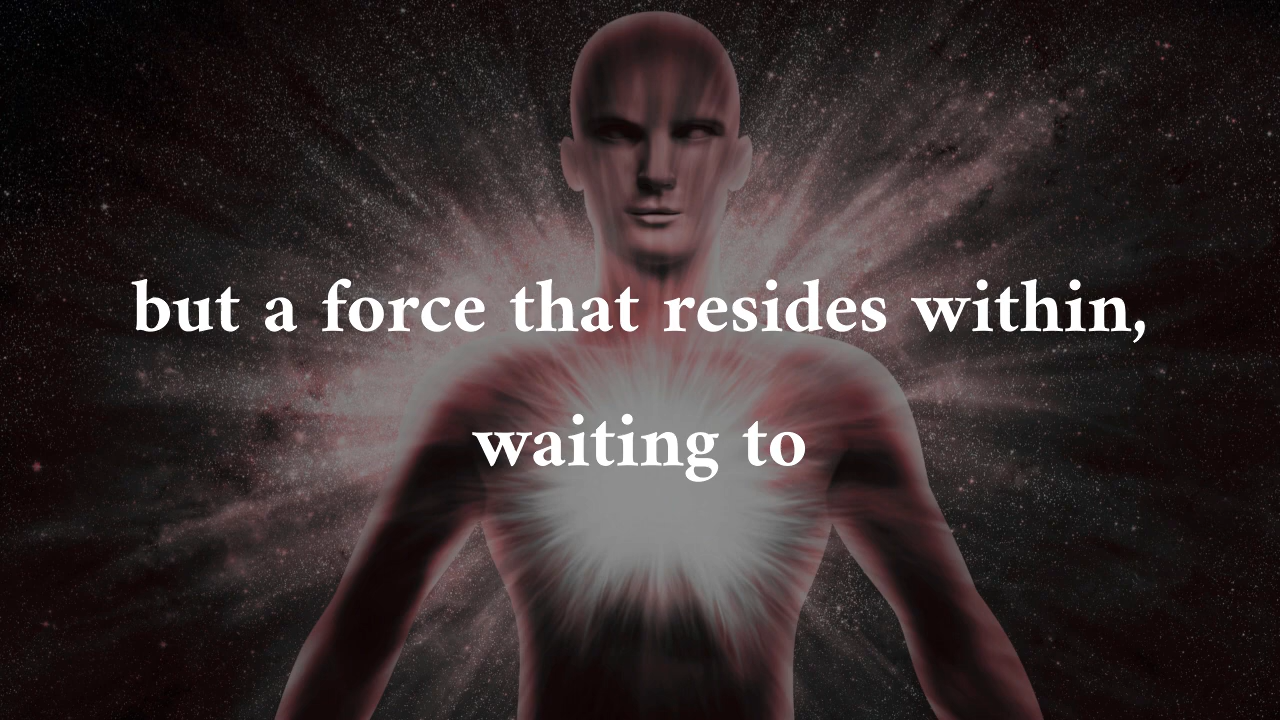 but a force that resides within,
waiting to